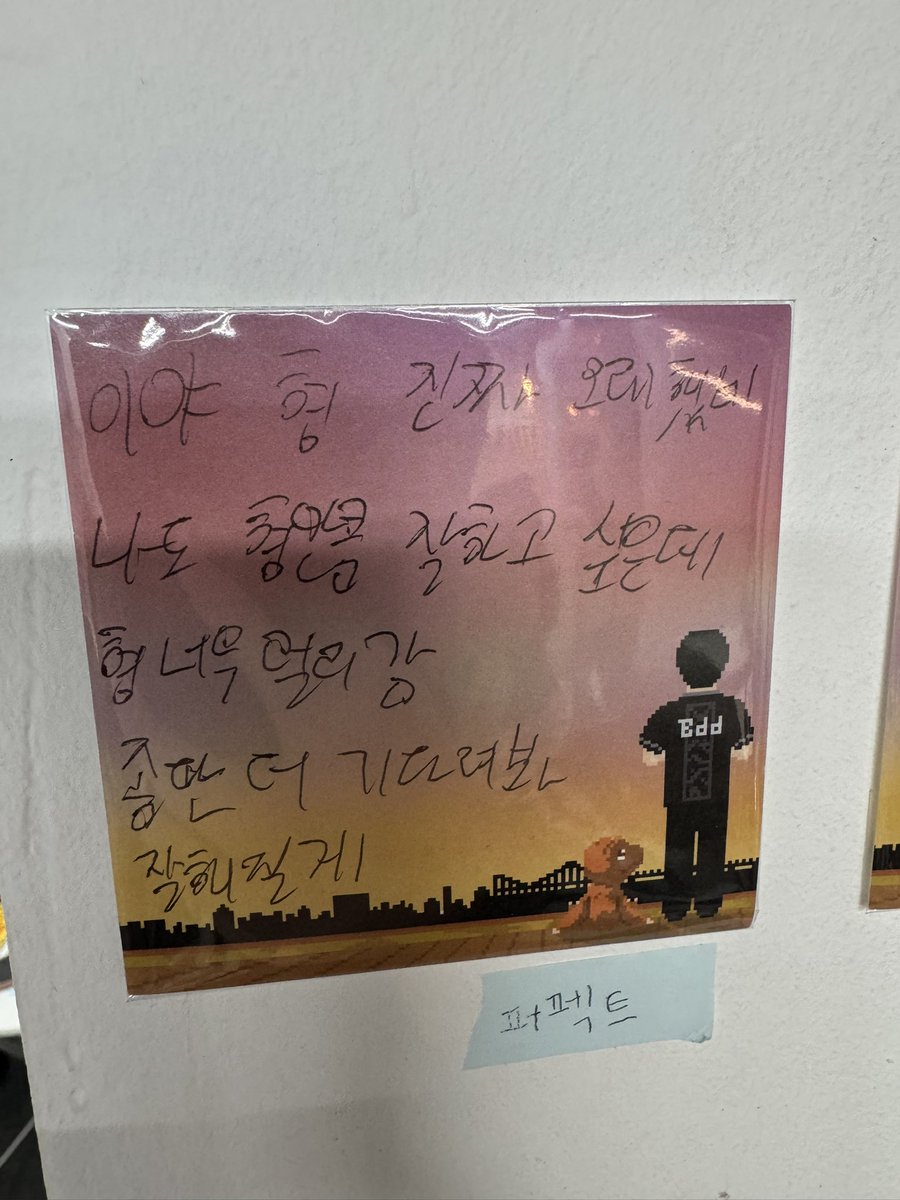 이야 형 진짜 오래했네
나도 형만큼 잘하고 싶은데
형 너무 멀리감
좀만 더 기다려봐
잘해질게
Bdd
퍼펙트